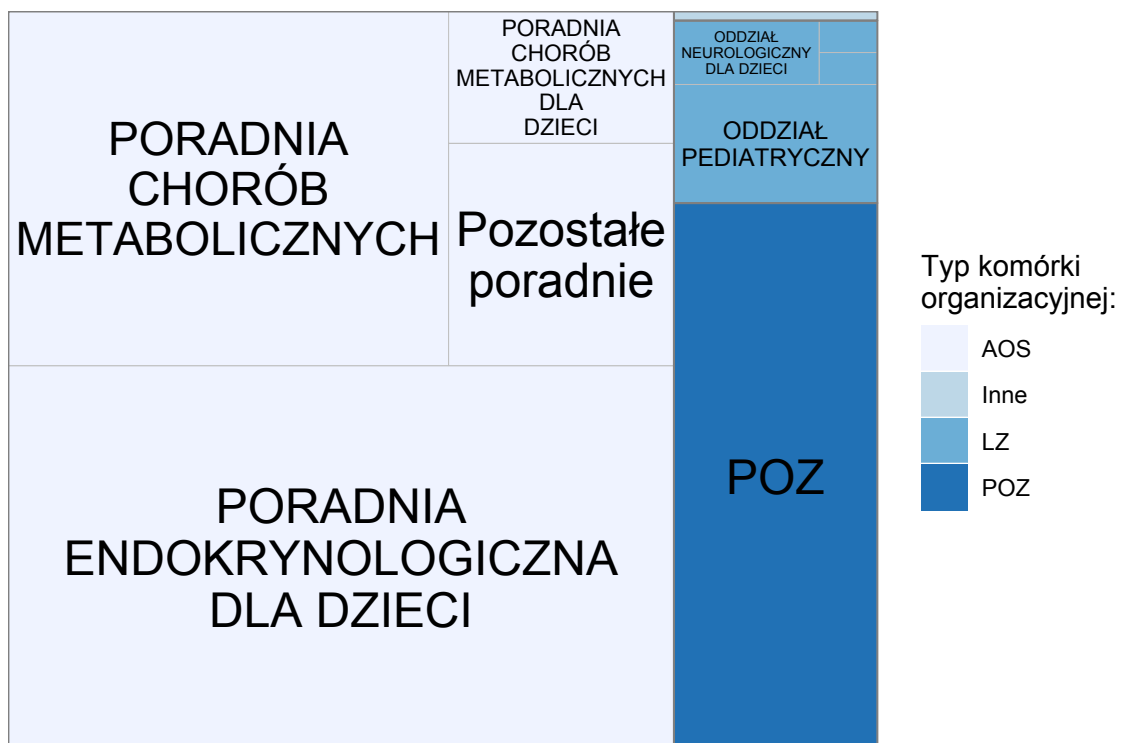 PORADNIA
CHORÓB
METABOLICZNYCH
PORADNIA
CHORÓB
METABOLICZNYCH
DLA
DZIECI
Pozostałe
poradnie
PORADNIA
ENDOKRYNOLOGICZNA
DLA DZIECI
ODDZIAŁ
NEUROLOGICZNY
DLA DZIECI
ODDZIAŁ
PEDIATRYCZNY
POZ
Typ komórki
organizacyjnej:
AOS
Inne
LZ
POZ